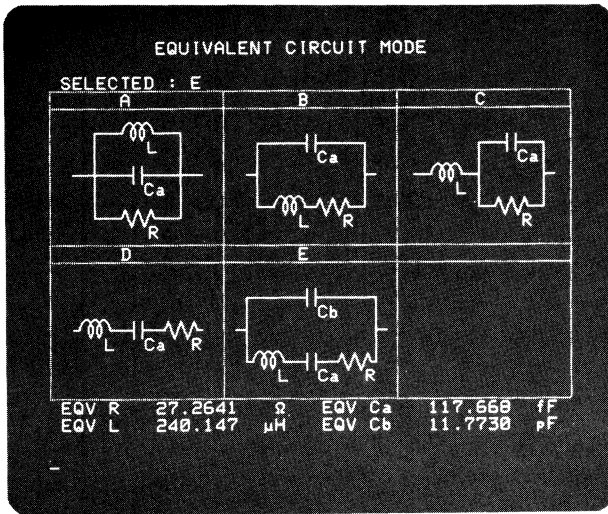 EQUIVALENT CIRCUIT MODE
SELECTED : E
A B C
L
Ca
R
Ca
L R
Ca
L
R
D E
L Ca R
Cb
L Ca R
EQV R 27.2641 Ω EQV Ca 117.668 fF
EQV L 240.147 µH EQV Cb 11.7730 pF